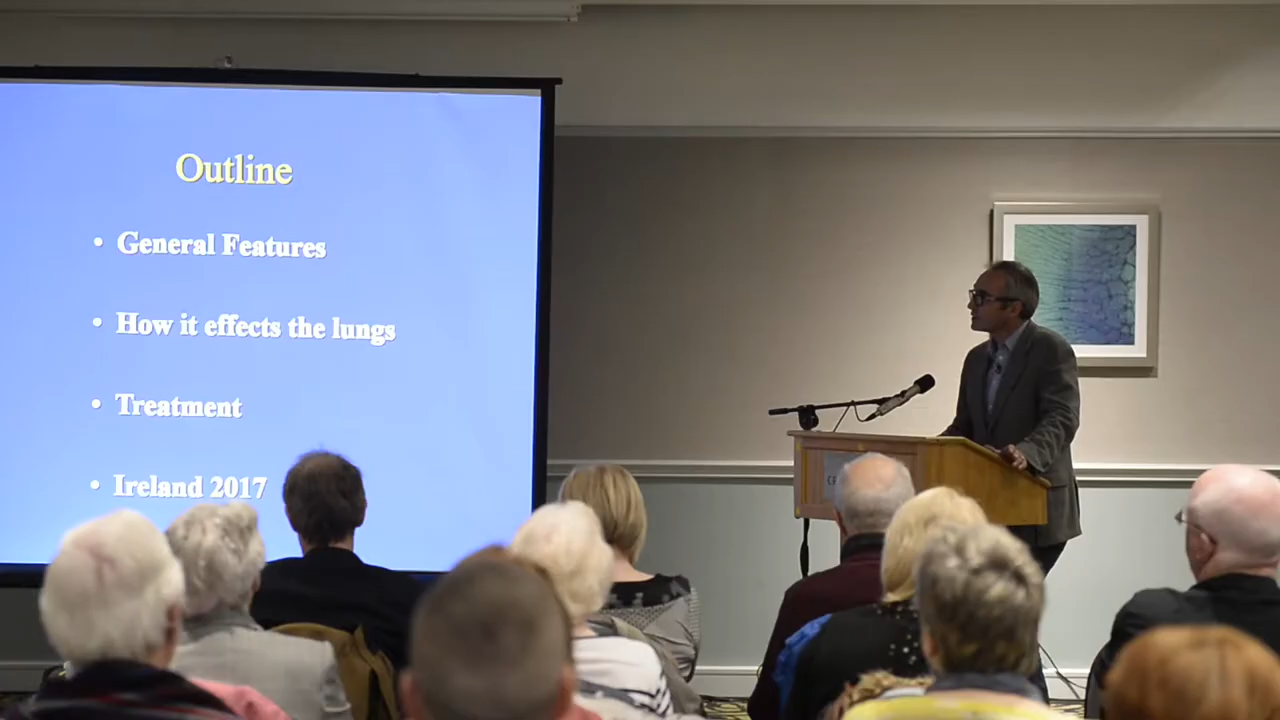 Outline
• General Features
• How it effects the lungs
• Treatment
• Ireland 2017